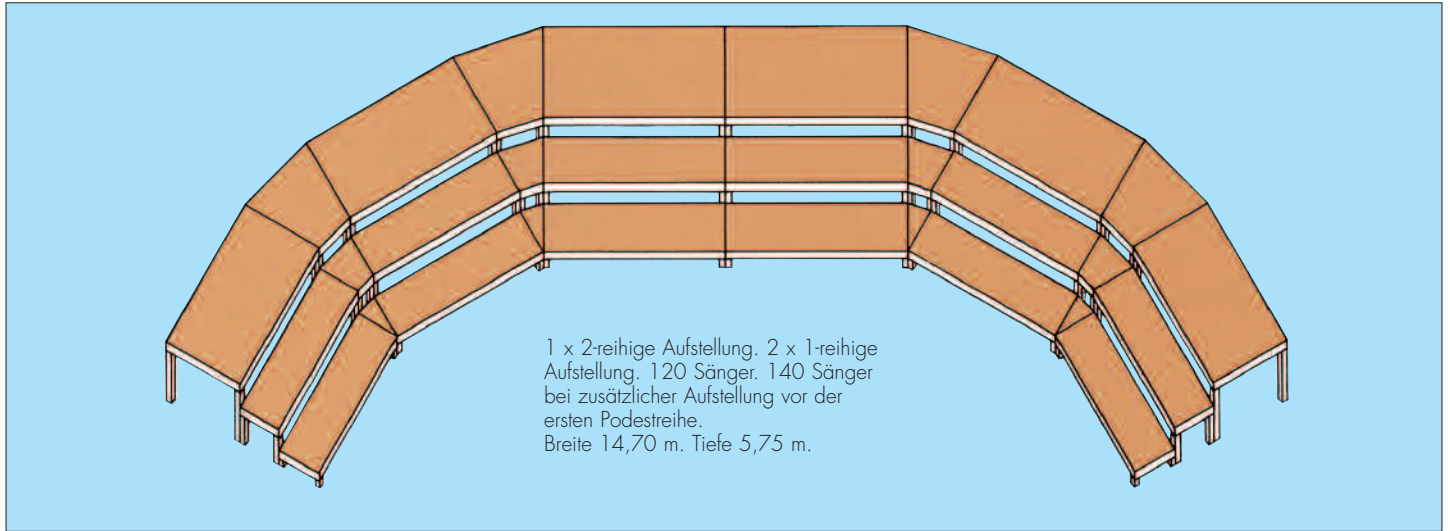 1 x 2-reihige Aufstellung. 2 x 1-reihige
Aufstellung. 120 Sänger. 140 Sänger
bei zusätzlicher Aufstellung vor der
ersten Podestreihe.
Breite 14,70 m. Tiefe 5,75 m.